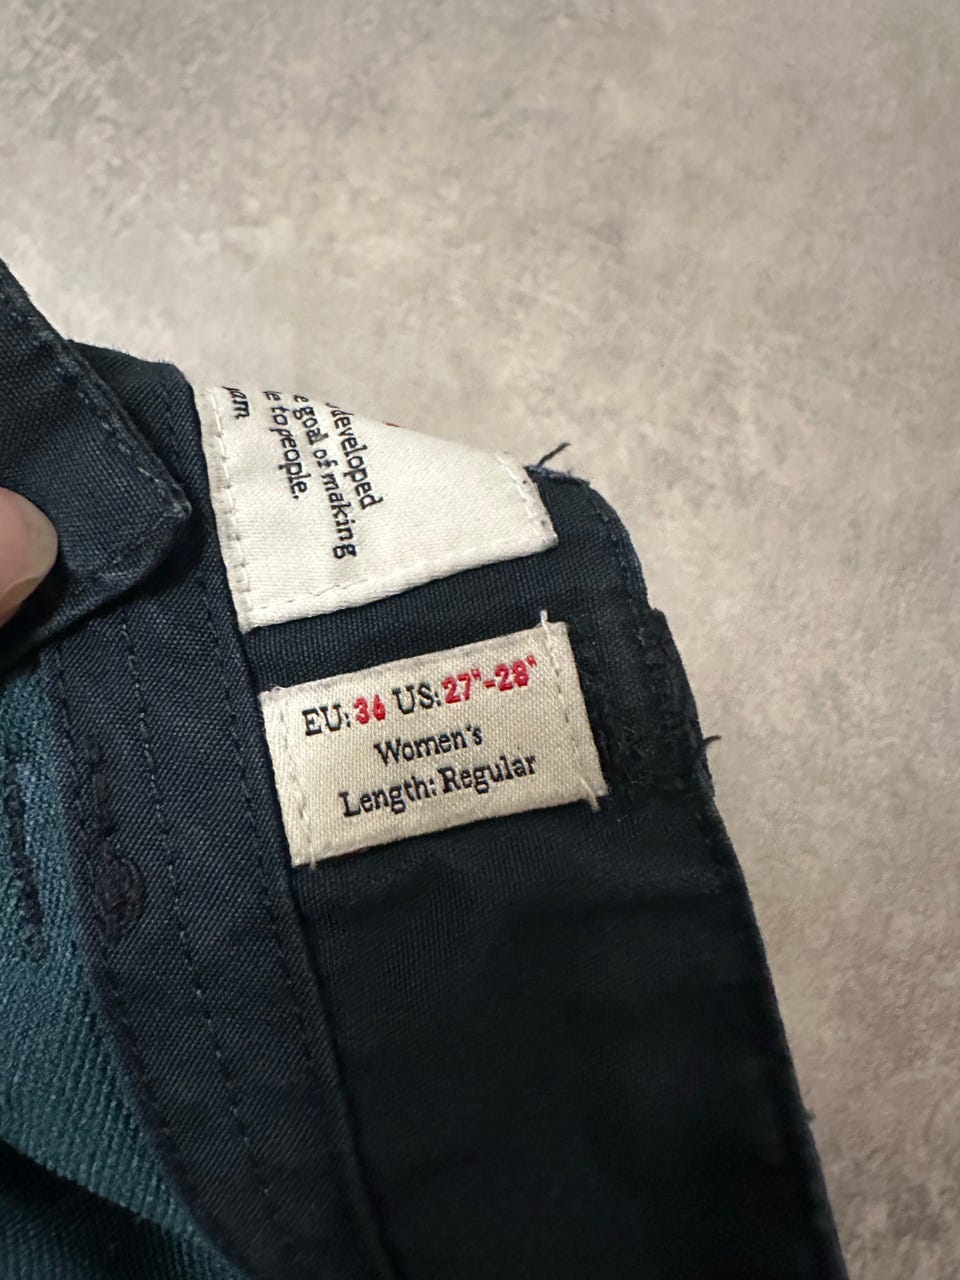 developed
e goal of making
e to people.
EU:36 US:27"-28"
Women's
Length: Regular